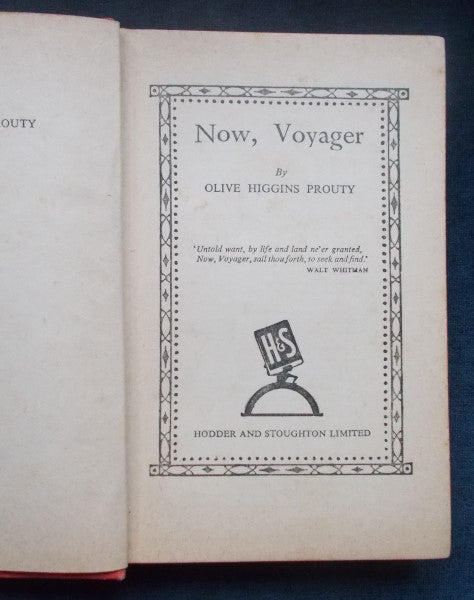 OUTY
Now, Voyager
By
OLIVE HIGGINS PROUTY
'Untold want, by life and land ne'er granted,
Now, Voyager, sail thou forth, to seek and find.'
WALT WHITMAN
H&S
HODDER AND STOUGHTON LIMITED